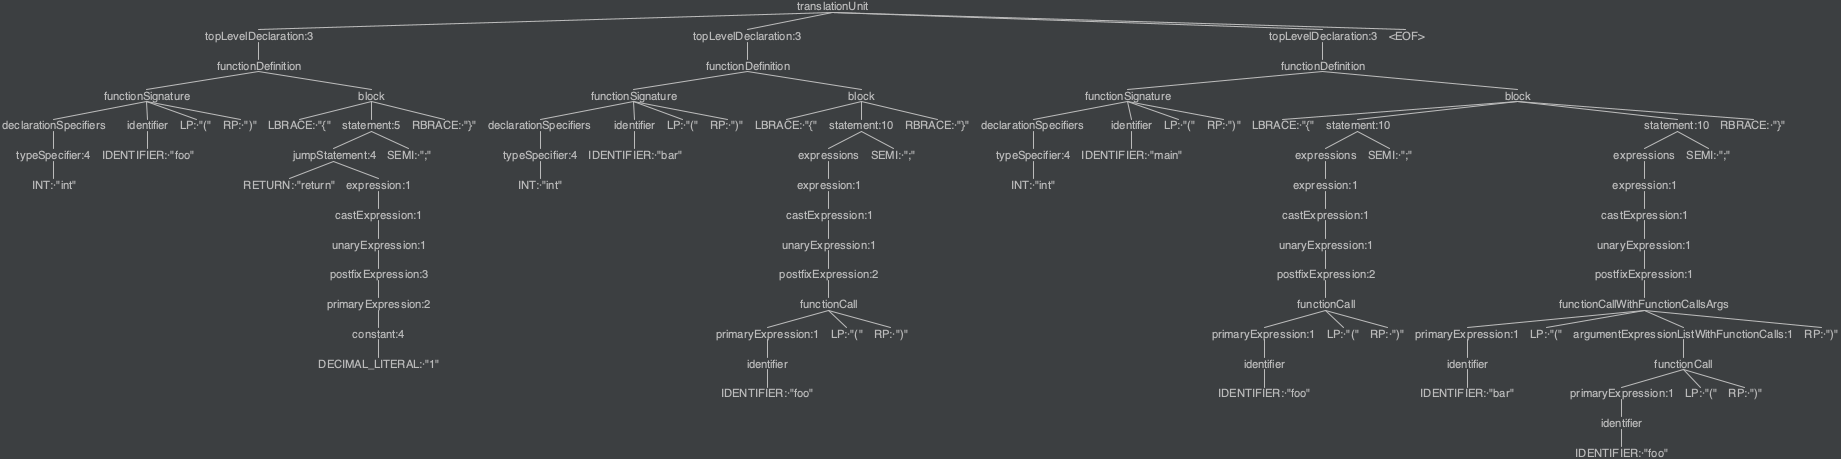 translationUnit
topLevelDeclaration:3 topLevelDeclaration:3 topLevelDeclaration:3 <EOF>
functionDefinition functionDefinition functionDefinition
functionSignature block functionSignature block functionSignature block
declarationSpecifiers identifier LP:·"(" RP:·")" LBRACE:·"{" statement:5 RBRACE:·"}" declarationSpecifiers identifier LP:·"(" RP:·")" LBRACE:·"{" statement:10 RBRACE:·"}" declarationSpecifiers identifier LP:·"(" RP:·")" LBRACE:·"{" statement:10 statement:10 RBRACE:·"}"
typeSpecifier:4 IDENTIFIER:·"foo" jumpStatement:4 SEMI:·";" typeSpecifier:4 IDENTIFIER:·"bar" expressions SEMI:·";" typeSpecifier:4 IDENTIFIER:·"main" expressions SEMI:·";" expressions SEMI:·";"
INT:·"int" RETURN:·"return" expression:1 INT:·"int" expression:1 INT:·"int" expression:1 expression:1
castExpression:1 castExpression:1 castExpression:1 castExpression:1
unaryExpression:1 unaryExpression:1 unaryExpression:1 unaryExpression:1
postfixExpression:3 postfixExpression:2 postfixExpression:2 postfixExpression:1
primaryExpression:2 functionCall functionCall functionCallWithFunctionCallsArgs
constant:4 primaryExpression:1 LP:·"(" RP:·")" primaryExpression:1 LP:·"(" RP:·")" primaryExpression:1 LP:·"(" argumentExpressionListWithFunctionCalls:1 RP:·")"
DECIMAL_LITERAL:·"1" identifier identifier identifier functionCall
IDENTIFIER:·"foo" IDENTIFIER:·"foo" IDENTIFIER:·"bar" primaryExpression:1 LP:·"(" RP:·")"
identifier
IDENTIFIER:·"foo"